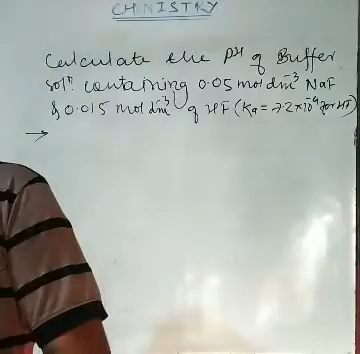 CHINISTRY
Calculate the PH of Buffer
solⁿ. containing 0.05 mol dm⁻³ NaF
& 0.015 mol dm⁻³ of HF (Ka = 7.2×10⁻⁴ for HF)
→